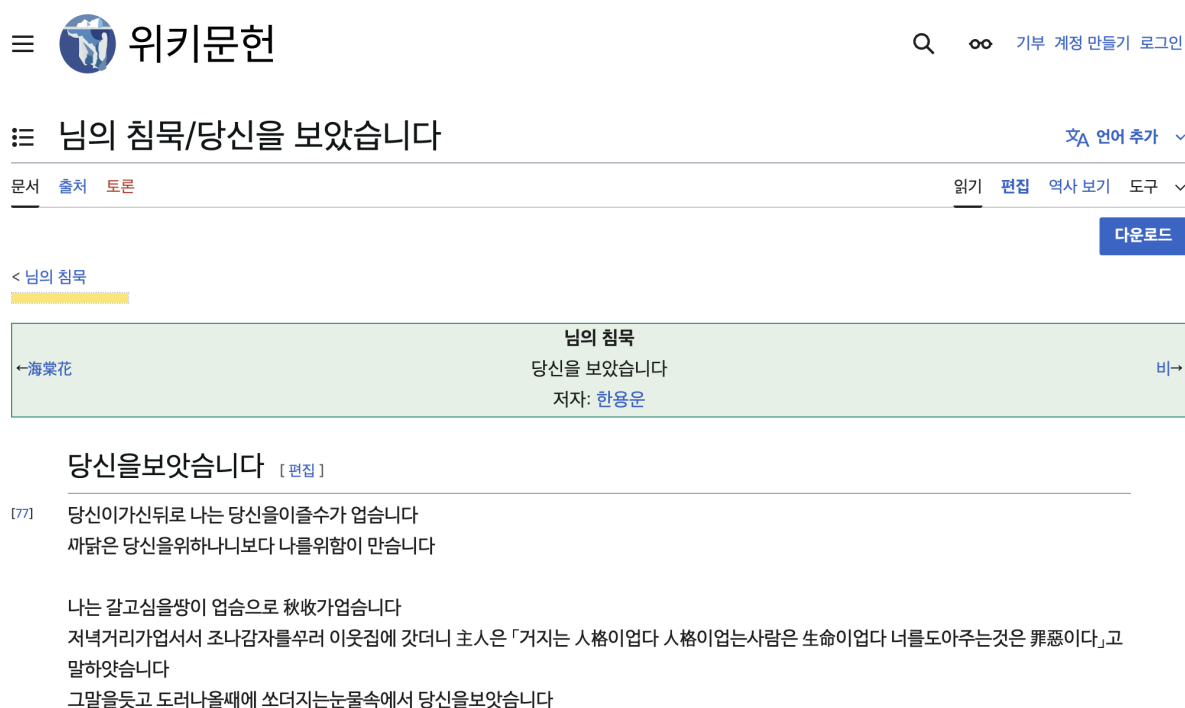 위키문헌
기부 계정 만들기 로그인
님의 침묵/당신을 보았습니다
언어 추가
문서 출처 토론
읽기 편집 역사 보기 도구
다운로드
< 님의 침묵
님의 침묵
←海棠花
당신을 보았습니다
비→
저자: 한용운
당신을보앗슴니다 [ 편집 ]
[77]
당신이가신뒤로 나는 당신을이즐수가 업슴니다
ᄭᅡ닭은 당신을위하나니보다 나를위함이 만슴니다
나는 갈고심을ᄯᅡᆼ이 업슴으로 秋收가업슴니다
저녁거리가업서서 조나감자를ᄭᅮ러 이웃집에 갓더니 主人은 「거지는 人格이업다 人格이업는사람은 生命이업다 너를도아주는것은 罪惡이다」고
말하얏슴니다
그말을듯고 도러나올ᄯᅢ에 쏘더지는눈물속에서 당신을보앗슴니다